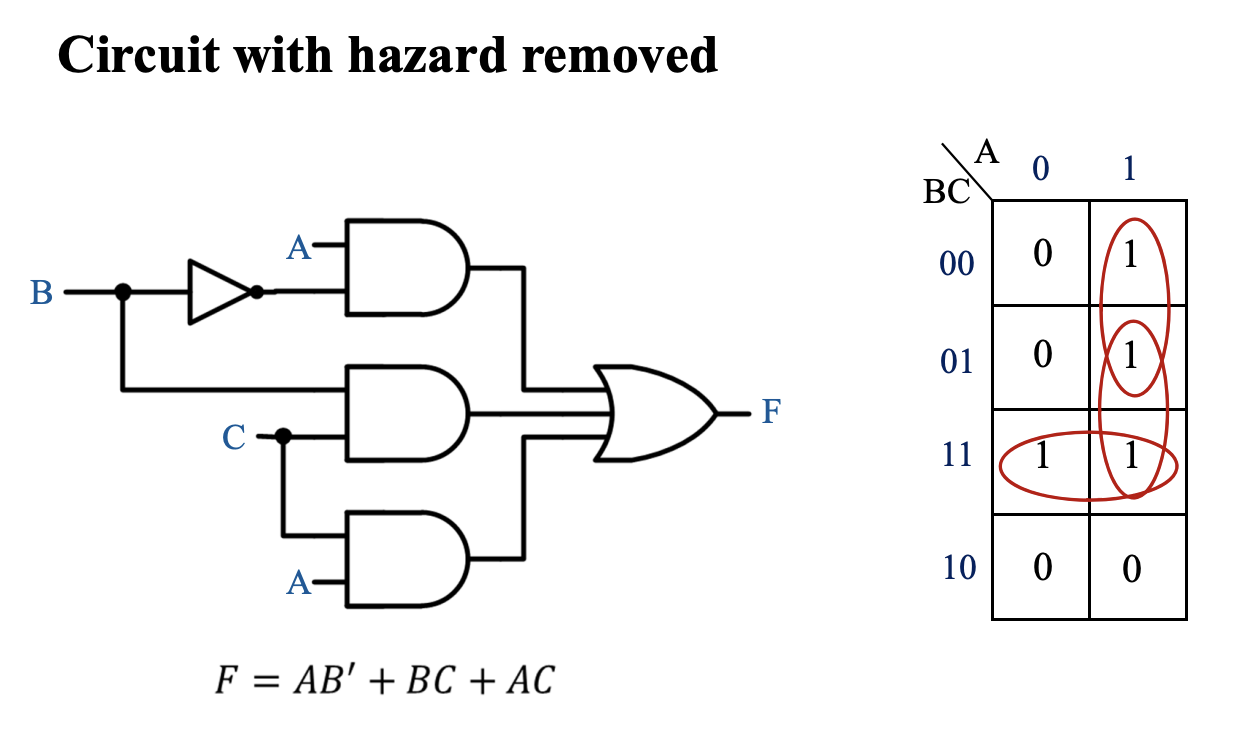 Circuit with hazard removed
A
B
C
A
F
F = AB′ + BC + AC
A
BC
0 1
00 0 1
01 0 1
11 1 1
10 0 0